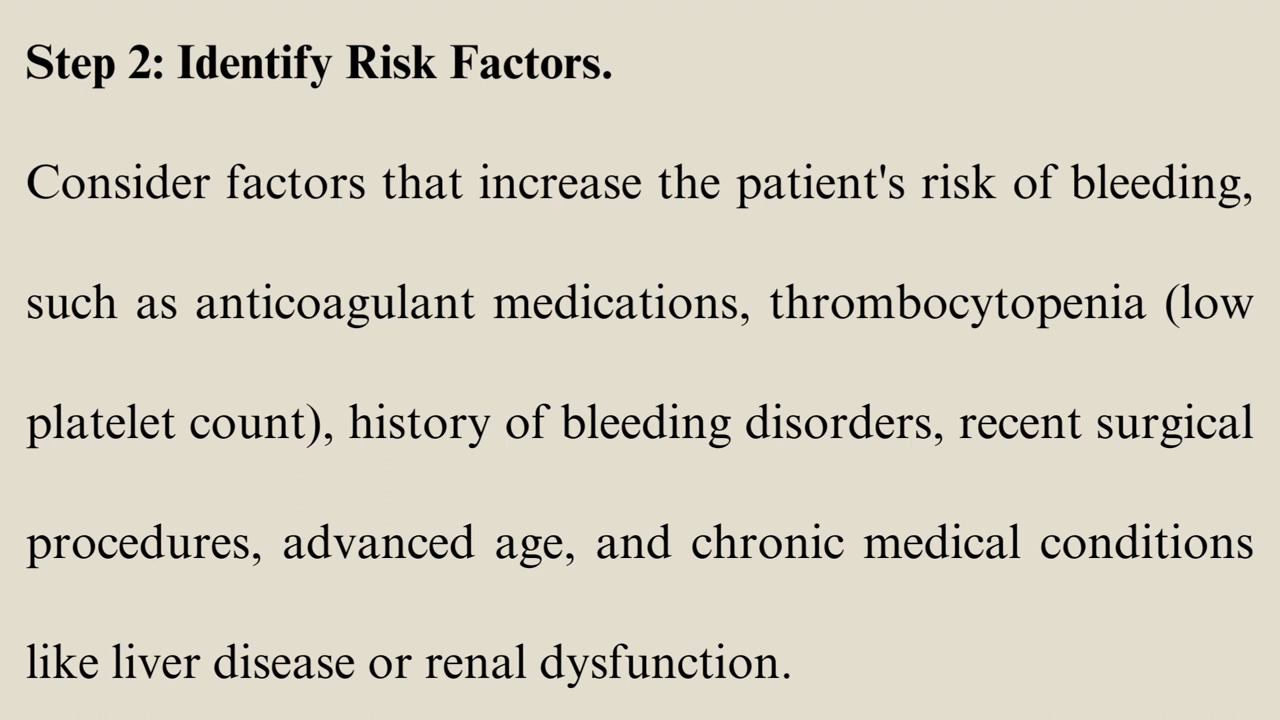 Step 2: Identify Risk Factors.
Consider factors that increase the patient's risk of bleeding,
such as anticoagulant medications, thrombocytopenia (low
platelet count), history of bleeding disorders, recent surgical
procedures, advanced age, and chronic medical conditions
like liver disease or renal dysfunction.